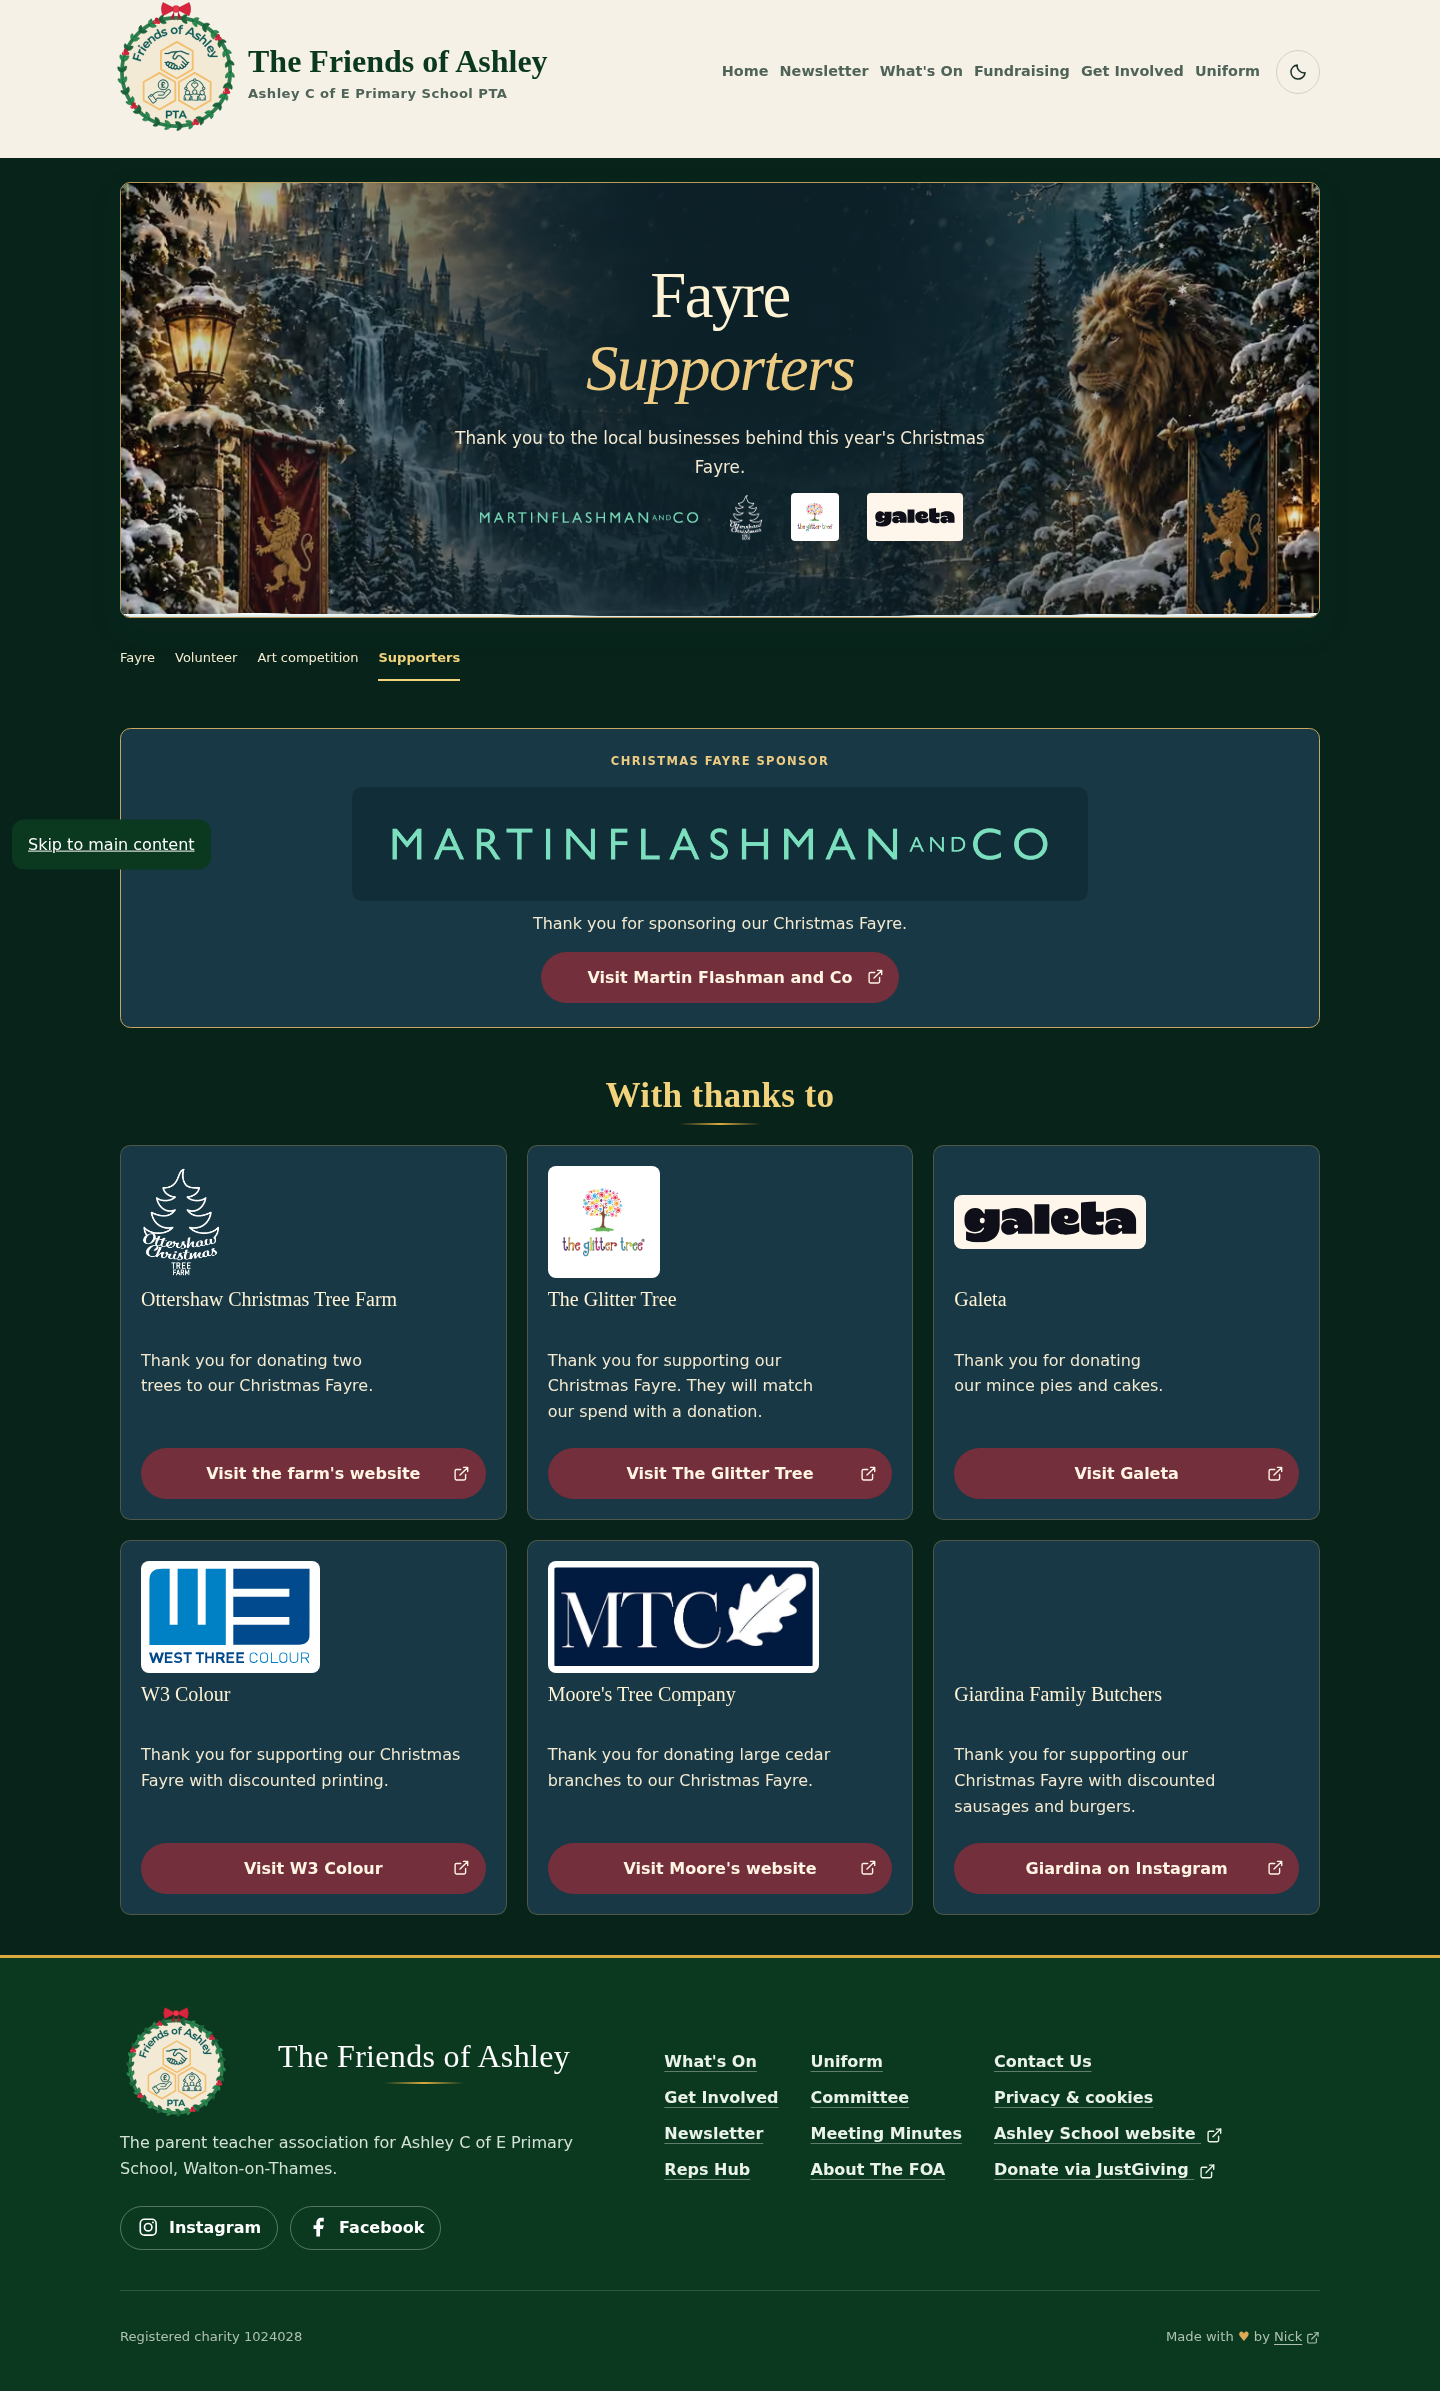 Friends of Ashley
PTA
The Friends of Ashley
Ashley C of E Primary School PTA
Home Newsletter What's On Fundraising Get Involved Uniform
Fayre
Supporters
Thank you to the local businesses behind this year's Christmas
Fayre.
MARTINFLASHMANANDCO
Ottershaw
Christmas
TREE
FARM
the glitter tree
galeta
Fayre Volunteer Art competition Supporters
CHRISTMAS FAYRE SPONSOR
MARTINFLASHMANANDCO
Skip to main content
Thank you for sponsoring our Christmas Fayre.
Visit Martin Flashman and Co
With thanks to
Ottershaw
Christmas
TREE
FARM
the glitter tree
galeta
Ottershaw Christmas Tree Farm
The Glitter Tree
Galeta
Thank you for donating two
trees to our Christmas Fayre.
Thank you for supporting our
Christmas Fayre. They will match
our spend with a donation.
Thank you for donating
our mince pies and cakes.
Visit the farm's website
Visit The Glitter Tree
Visit Galeta
W3
WEST THREE COLOUR
MTC
W3 Colour
Moore's Tree Company
Giardina Family Butchers
Thank you for supporting our Christmas
Fayre with discounted printing.
Thank you for donating large cedar
branches to our Christmas Fayre.
Thank you for supporting our
Christmas Fayre with discounted
sausages and burgers.
Visit W3 Colour
Visit Moore's website
Giardina on Instagram
Friends of Ashley
PTA
The Friends of Ashley
The parent teacher association for Ashley C of E Primary
School, Walton-on-Thames.
Instagram
Facebook
What's On
Get Involved
Newsletter
Reps Hub
Uniform
Committee
Meeting Minutes
About The FOA
Contact Us
Privacy & cookies
Ashley School website
Donate via JustGiving
Registered charity 1024028
Made with ♥ by Nick